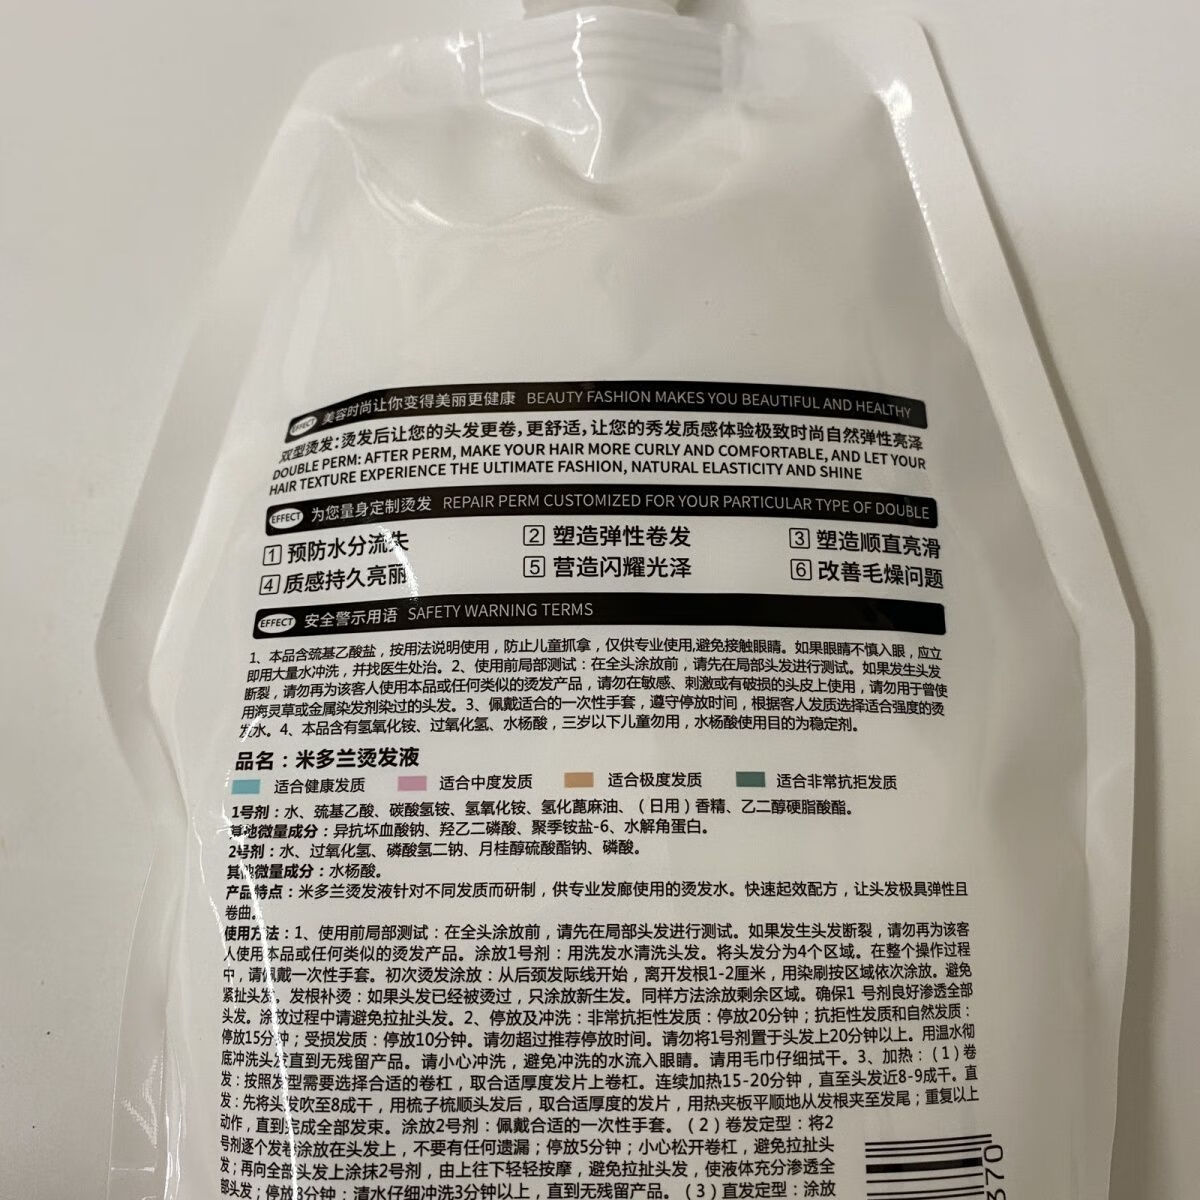 EFFECT 美容时尚让你变得美丽更健康 BEAUTY FASHION MAKES YOU BEAUTIFUL AND HEALTHY
双型烫发：烫发后让您的头发更卷，更舒适，让您的秀发质感体验极致时尚自然弹性亮泽
DOUBLE PERM: AFTER PERM, MAKE YOUR HAIR MORE CURLY AND COMFORTABLE, AND LET YOUR
HAIR TEXTURE EXPERIENCE THE ULTIMATE FASHION, NATURAL ELASTICITY AND SHINE
EFFECT 为您量身定制烫发 REPAIR PERM CUSTOMIZED FOR YOUR PARTICULAR TYPE OF DOUBLE
1 预防水分流失 2 塑造弹性卷发 3 塑造顺直亮滑
4 质感持久亮丽 5 营造闪耀光泽 6 改善毛燥问题
EFFECT 安全警示用语 SAFETY WARNING TERMS
1、本品含巯基乙酸盐，按用法说明使用，防止儿童抓拿，仅供专业使用,避免接触眼睛。如果眼睛不慎入眼，应立
即用大量水冲洗，并找医生处治。2、使用前局部测试：在全头涂放前，请先在局部头发进行测试。如果发生头发
断裂，请勿再为该客人使用本品或任何类似的烫发产品，请勿在敏感、刺激或有破损的头皮上使用，请勿用于曾使
用海灵草或金属染发剂染过的头发。3、佩戴适合的一次性手套，遵守停放时间，根据客人发质选择适合强度的烫
发水。4、本品含有氢氧化铵、过氧化氢、水杨酸，三岁以下儿童勿用，水杨酸使用目的为稳定剂。
品名：米多兰烫发液
适合健康发质 适合中度发质 适合极度发质 适合非常抗拒发质
1号剂：水、巯基乙酸、碳酸氢铵、氢氧化铵、氢化蓖麻油、（日用）香精、乙二醇硬脂酸酯。
其他微量成分：异抗坏血酸钠、羟乙二磷酸、聚季铵盐-6、水解角蛋白。
2号剂：水、过氧化氢、磷酸氢二钠、月桂醇硫酸酯钠、磷酸。
其他微量成分：水杨酸。
产品特点：米多兰烫发液针对不同发质而研制，供专业发廊使用的烫发水。快速起效配方，让头发极具弹性且
卷曲。
使用方法：1、使用前局部测试：在全头涂放前，请先在局部头发进行测试。如果发生头发断裂，请勿再为该客
人使用本品或任何类似的烫发产品。涂放1号剂：用洗发水清洗头发。将头发分为4个区域。在整个操作过程
中，请佩戴一次性手套。初次烫发涂放：从后颈发际线开始，离开发根1-2厘米，用染刷按区域依次涂放。避免
紧扯头发。发根补烫：如果头发已经被烫过，只涂放新生发。同样方法涂放剩余区域。确保1 号剂良好渗透全部
头发。涂放过程中请避免拉扯头发。2、停放及冲洗：非常抗拒性发质：停放20分钟；抗拒性发质和自然发质：
停放15分钟；受损发质：停放10分钟。请勿超过推荐停放时间。请勿将1号剂置于头发上20分钟以上。用温水彻
底冲洗头发直到无残留产品。请小心冲洗，避免冲洗的水流入眼睛。请用毛巾仔细拭干。3、加热：（1）卷
发：按照发型需要选择合适的卷杠，取合适厚度发片上卷杠。连续加热15-20分钟，直至头发近8-9成干。直
发：先将头发吹至8成干，用梳子梳顺头发后，取合适厚度的发片，用热夹板平顺地从发根夹至发尾；重复以上
动作，直到完成全部发束。涂放2号剂：佩戴合适的一次性手套。（2）卷发定型：将2
号剂逐个发卷涂放在头发上，不要有任何遗漏；停放5分钟；小心松开卷杠，避免拉扯头
发；再向全部头发上涂抹2号剂，由上往下轻轻按摩，避免拉扯头发，使液体充分渗透全
部头发；停放3分钟；清水仔细冲洗3分钟以上，直到无残留产品。（3）直发定型：涂放
370